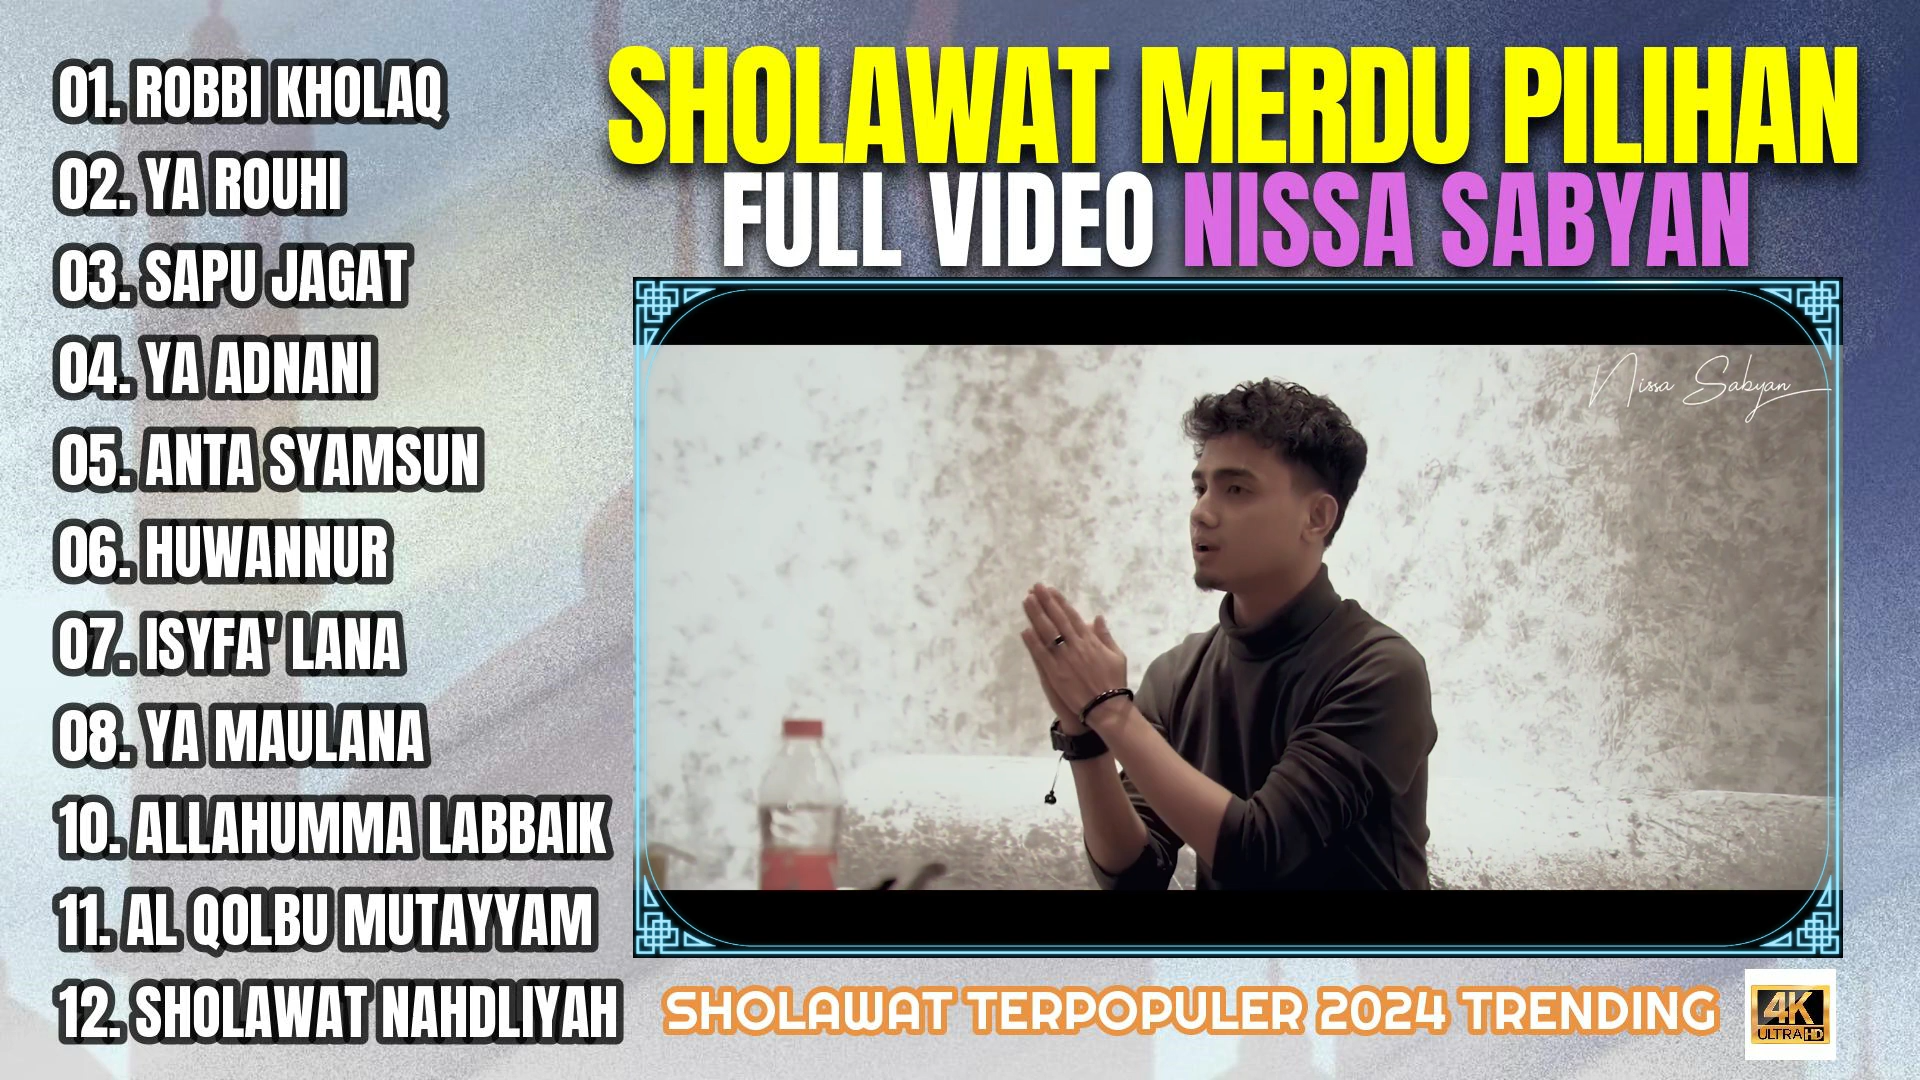 01. ROBBI KHOLAQ
02. YA ROUHI
03. SAPU JAGAT
04. YA ADNANI
05. ANTA SYAMSUN
06. HUWANNUR
07. ISYFA' LANA
08. YA MAULANA
10. ALLAHUMMA LABBAIK
11. AL QOLBU MUTAYYAM
12. SHOLAWAT NAHDLIYAH
SHOLAWAT MERDU PILIHAN
FULL VIDEO NISSA SABYAN
Nissa Sabyan
SHOLAWAT TERPOPULER 2024 TRENDING
4K
ULTRA HD